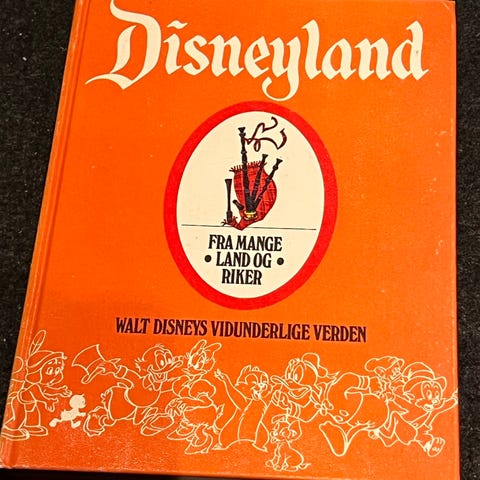 Disneyland
FRA MANGE
• LAND OG •
RIKER
WALT DISNEYS VIDUNDERLIGE VERDEN